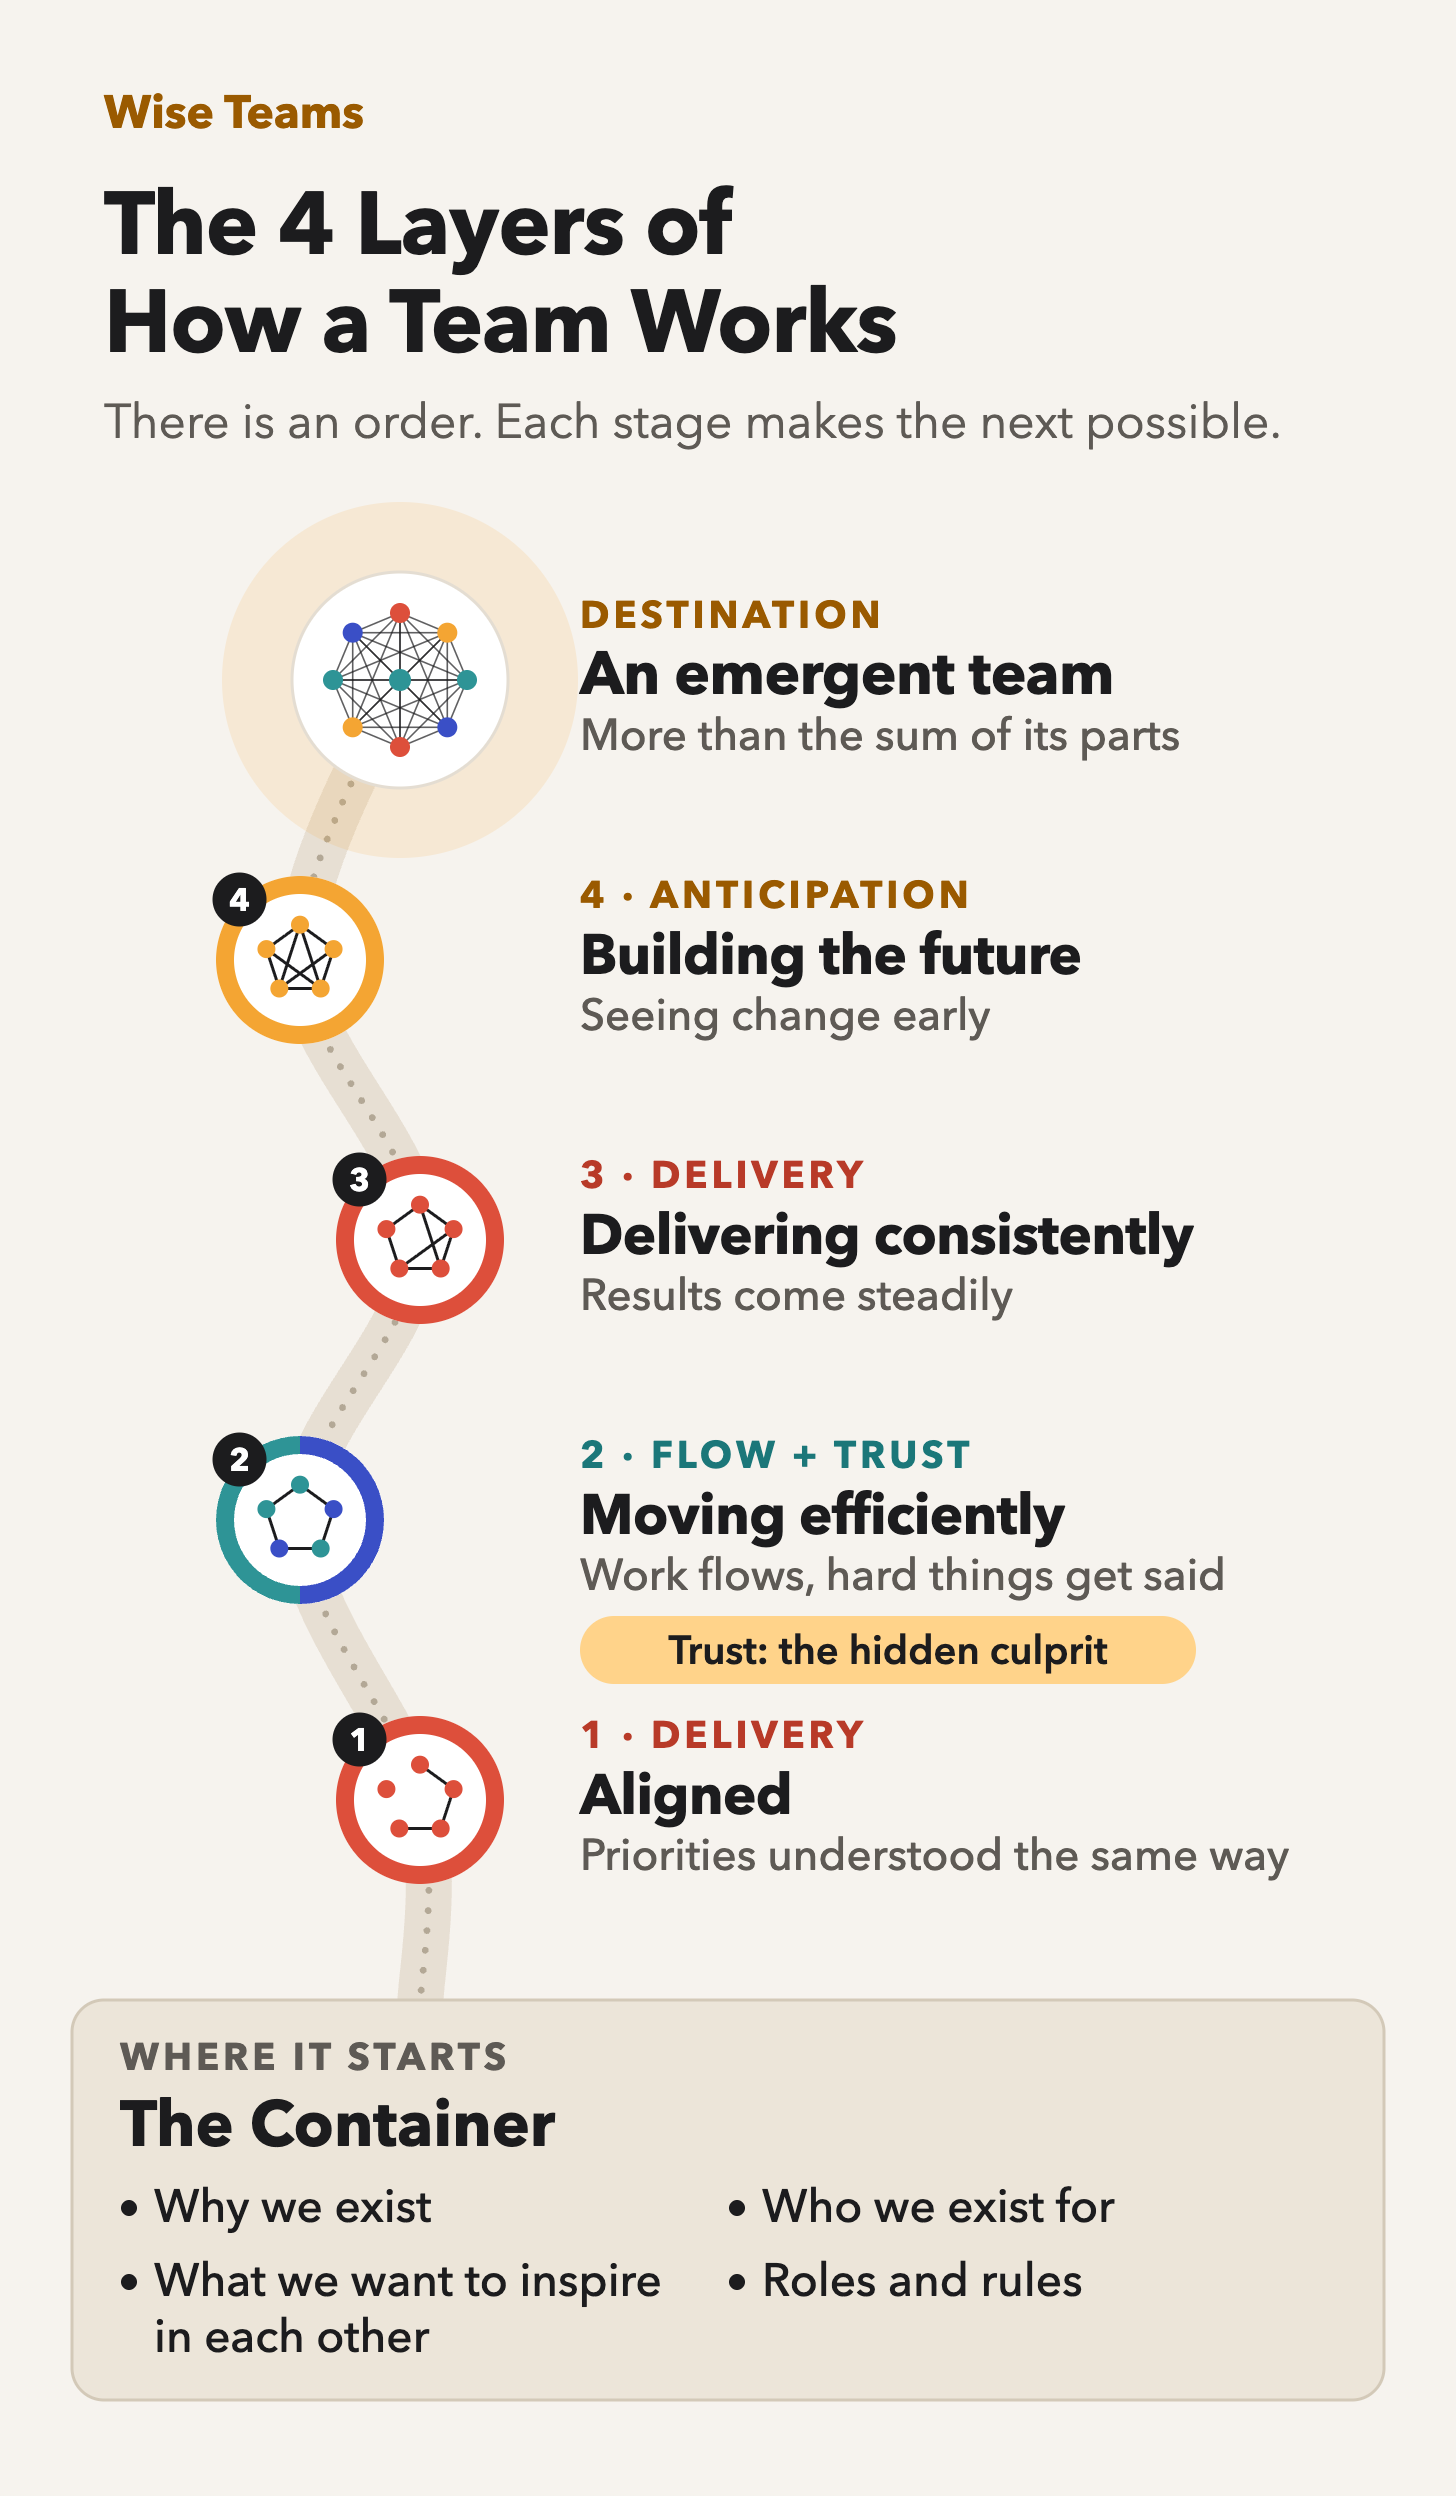 Wise Teams
The 4 Layers of
How a Team Works
There is an order. Each stage makes the next possible.
DESTINATION
An emergent team
More than the sum of its parts
4
4 · ANTICIPATION
Building the future
Seeing change early
3
3 · DELIVERY
Delivering consistently
Results come steadily
2
2 · FLOW + TRUST
Moving efficiently
Work flows, hard things get said
Trust: the hidden culprit
1
1 · DELIVERY
Aligned
Priorities understood the same way
WHERE IT STARTS
The Container
• Why we exist
• Who we exist for
• What we want to inspire
in each other
• Roles and rules